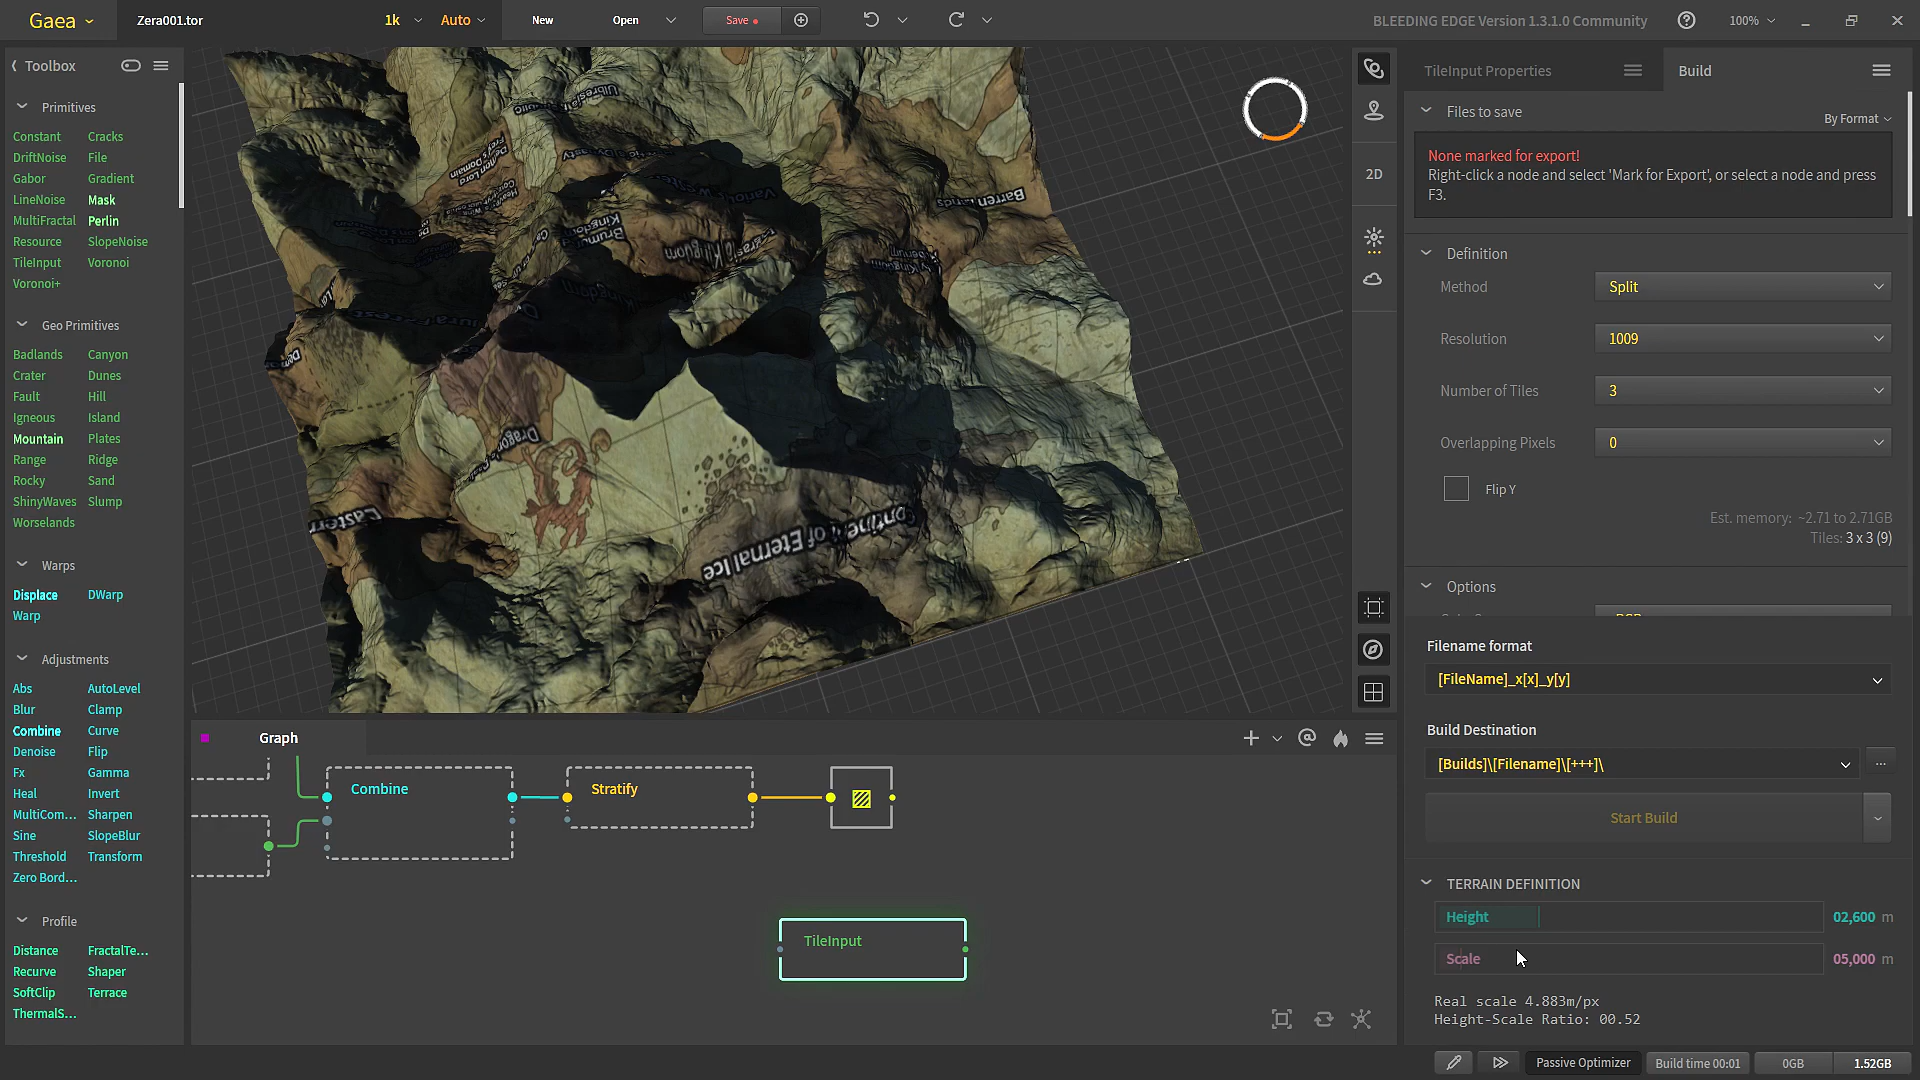 Gaea
Zera001.tor
1k
Auto
New
Open
Save
BLEEDING EDGE Version 1.3.1.0 Community
100%
Toolbox
Primitives
Constant Cracks
DriftNoise File
Gabor Gradient
LineNoise Mask
MultiFractal Perlin
Resource SlopeNoise
TileInput Voronoi
Voronoi+
Geo Primitives
Badlands Canyon
Crater Dunes
Fault Hill
Igneous Island
Mountain Plates
Range Ridge
Rocky Sand
ShinyWaves Slump
Worselands
Warps
Displace DWarp
Warp
Adjustments
Abs AutoLevel
Blur Clamp
Combine Curve
Denoise Flip
Fx Gamma
Heal Invert
MultiCom... Sharpen
Sine SlopeBlur
Threshold Transform
Zero Bord...
Profile
Distance FractalTe...
Recurve Shaper
SoftClip Terrace
ThermalS...
Barren Lands
Kingdom
Dragon
Eastern
Continent of Eternal Ice
2D
Graph
Combine
Stratify
TileInput
TileInput Properties
Build
Files to save
By Format
None marked for export!
Right-click a node and select 'Mark for Export', or select a node and press
F3.
Definition
Method Split
Resolution 1009
Number of Tiles 3
Overlapping Pixels 0
Flip Y
Est. memory: ~2.71 to 2.71GB
Tiles: 3 x 3 (9)
Options
Filename format
[FileName]_x[x]_y[y]
Build Destination
[Builds]\[Filename]\[+++]\
...
Start Build
TERRAIN DEFINITION
Height 02,600 m
Scale 05,000 m
Real scale 4.883m/px
Height-Scale Ratio: 00.52
Passive Optimizer
Build time 00:01
0GB
1.52GB